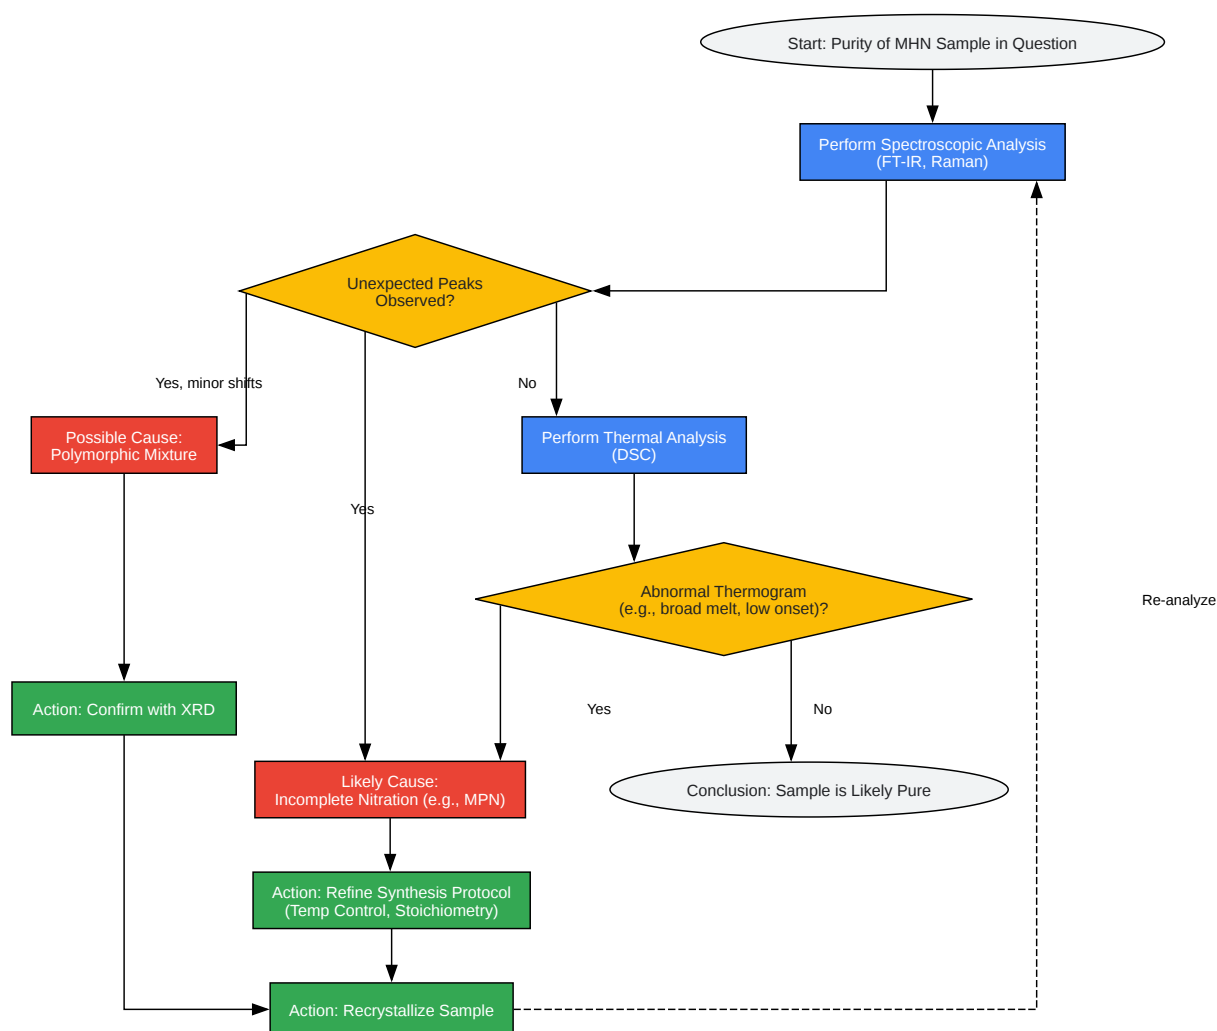 Start: Purity of MHN Sample in Question
Perform Spectroscopic Analysis
(FT-IR, Raman)
Unexpected Peaks
Observed?
Yes, minor shifts
No
Possible Cause:
Polymorphic Mixture
Perform Thermal Analysis
(DSC)
Yes
Abnormal Thermogram
(e.g., broad melt, low onset)?
Re-analyze
Action: Confirm with XRD
Yes
No
Likely Cause:
Incomplete Nitration (e.g., MPN)
Conclusion: Sample is Likely Pure
Action: Refine Synthesis Protocol
(Temp Control, Stoichiometry)
Action: Recrystallize Sample